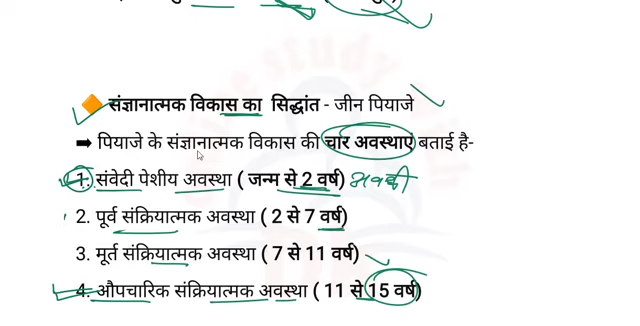 🔶 संज्ञानात्मक विकास का सिद्धांत - जीन पियाजे
➡ पियाजे के संज्ञानात्मक विकास की चार अवस्थाएं बताई है-
1. संवेदी पेशीय अवस्था ( जन्म से 2 वर्ष)
2. पूर्व संक्रियात्मक अवस्था ( 2 से 7 वर्ष)
3. मूर्त संक्रियात्मक अवस्था ( 7 से 11 वर्ष)
4. औपचारिक संक्रियात्मक अवस्था ( 11 से 15 वर्ष)